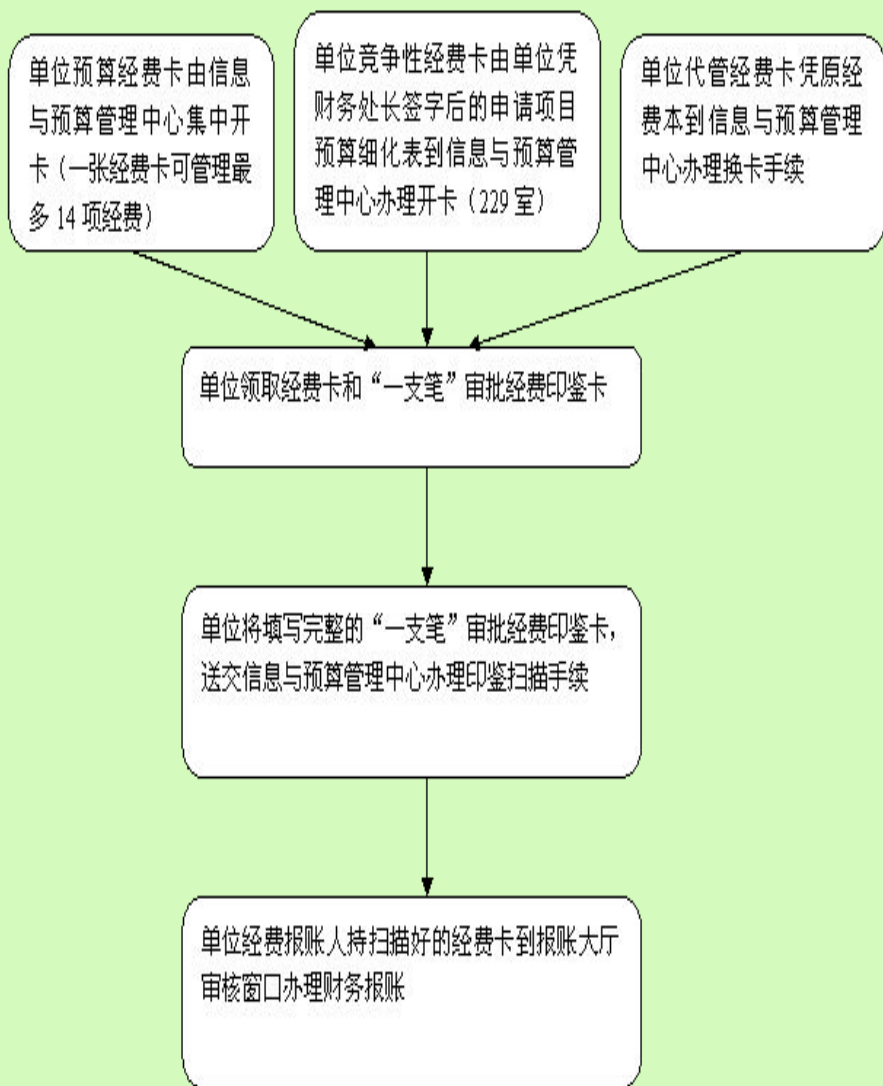 单位预算经费卡由信息
与预算管理中心集中开
卡（一张经费卡可管理最
多 14 项经费）
单位竞争性经费卡由单位凭
财务处长签字后的申请项目
预算细化表到信息与预算管
理中心办理开卡（229 室）
单位代管经费卡凭原经
费本到信息与预算管理
中心办理换卡手续
单位领取经费卡和“一支笔”审批经费印鉴卡
单位将填写完整的“一支笔”审批经费印鉴卡，
送交信息与预算管理中心办理印鉴扫描手续
单位经费报账人持扫描好的经费卡到报账大厅
审核窗口办理财务报账